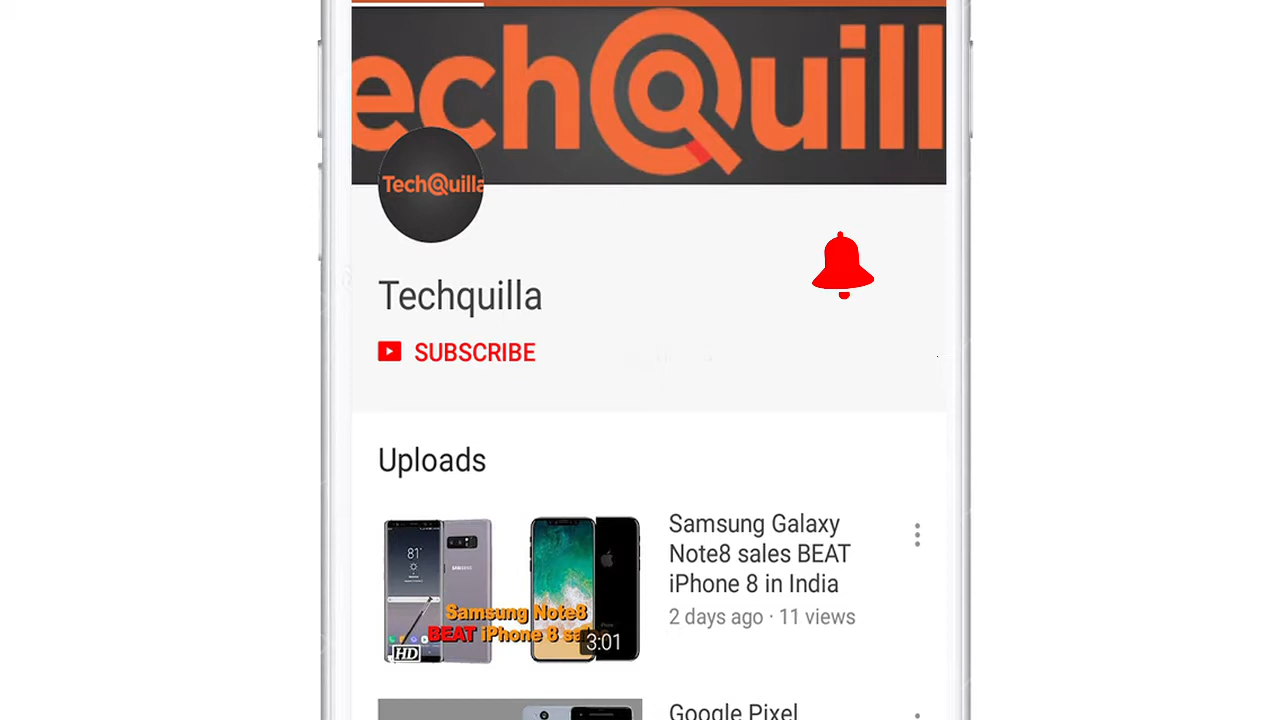 echQuill
TechQuilla
Techquilla
SUBSCRIBE
Uploads
81°
SAMSUNG
Samsung Note8
BEAT iPhone 8 sa
3:01
HD
Samsung Galaxy
Note8 sales BEAT
iPhone 8 in India
2 days ago · 11 views
Google Pixel